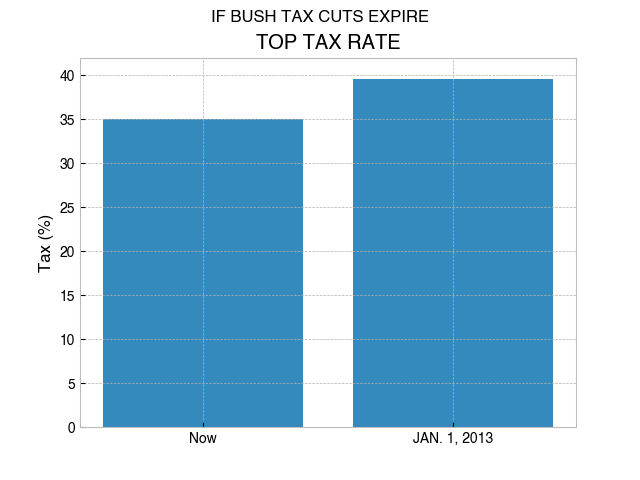 IF BUSH TAX CUTS EXPIRE
TOP TAX RATE
40
35
30
25
20
15
10
5
0
Tax (%)
Now
JAN. 1, 2013